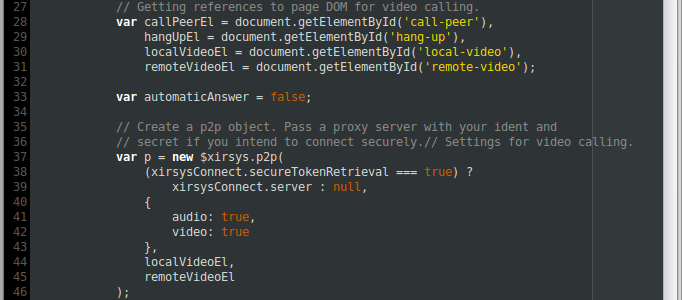 27 // Getting references to page DOM for video calling.
28 var callPeerEl = document.getElementById('call-peer'),
29 hangUpEl = document.getElementById('hang-up'),
30 localVideoEl = document.getElementById('local-video'),
31 remoteVideoEl = document.getElementById('remote-video');
32
33 var automaticAnswer = false;
34
35 // Create a p2p object. Pass a proxy server with your ident and
36 // secret if you intend to connect securely.// Settings for video calling.
37 var p = new $xirsys.p2p(
38 (xirsysConnect.secureTokenRetrieval === true) ?
39 xirsysConnect.server : null,
40 {
41 audio: true,
42 video: true
43 },
44 localVideoEl,
45 remoteVideoEl
46 );